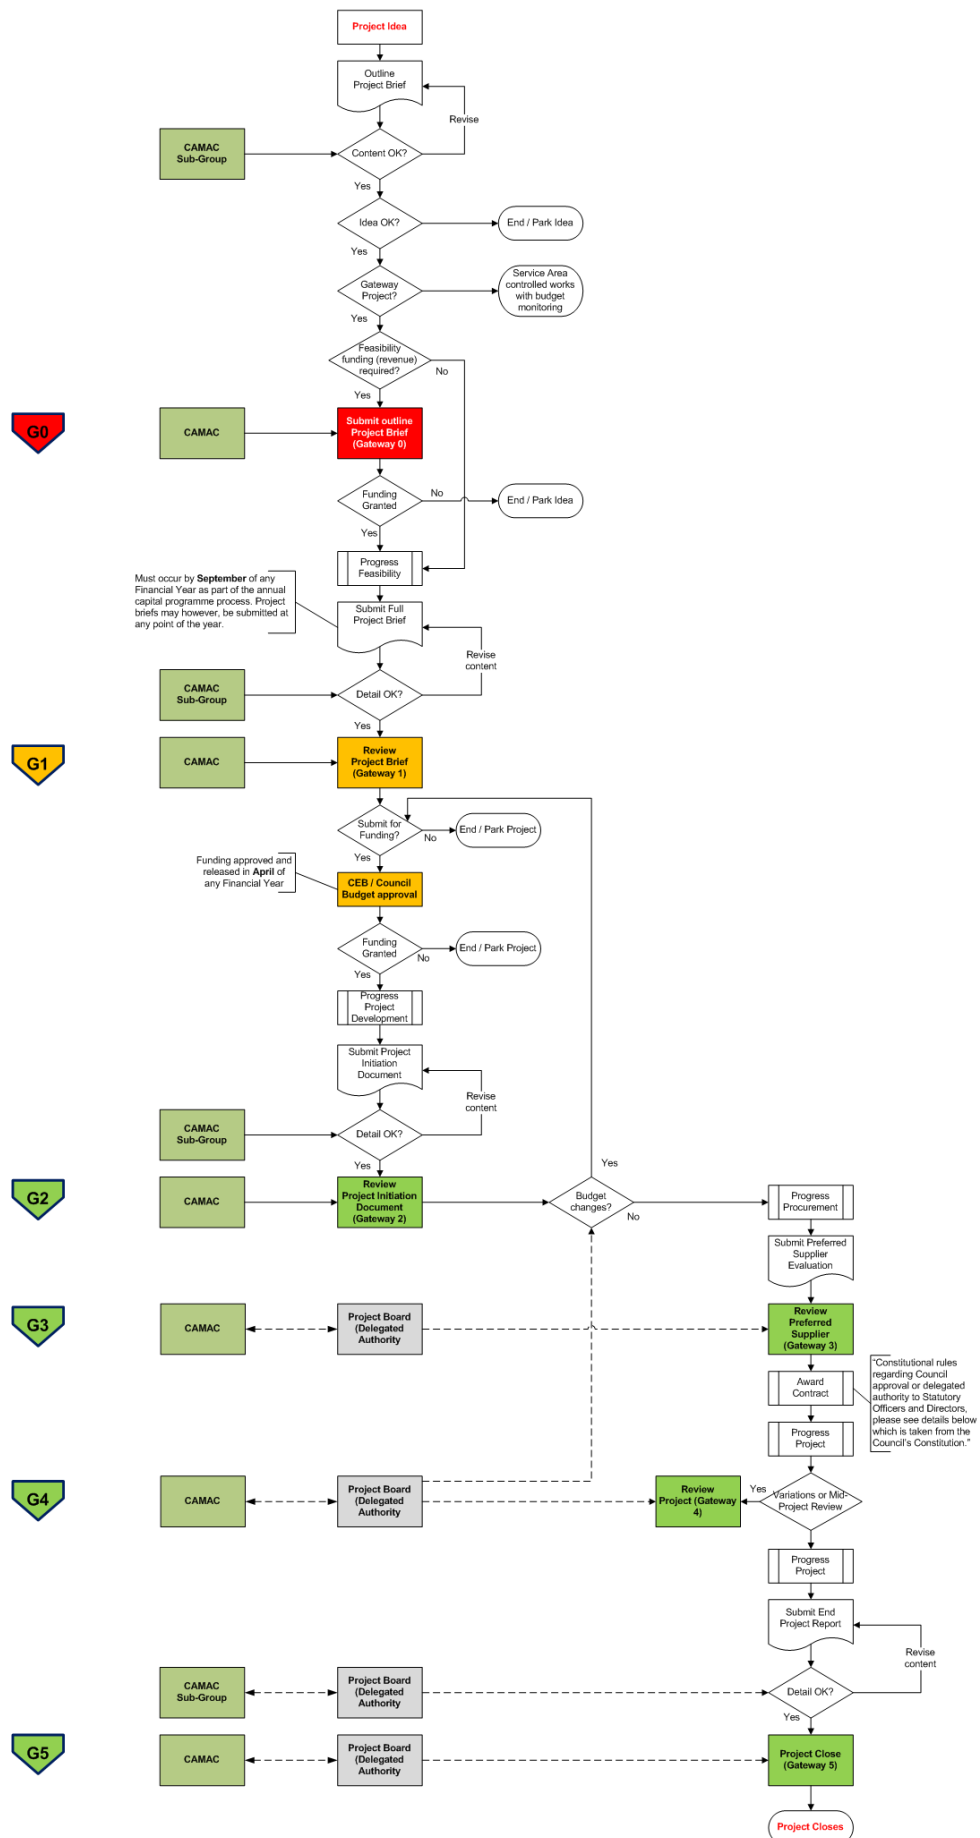 Project Idea
Outline
Project Brief
Revise
CAMAC
Sub-Group
Content OK?
Yes
Idea OK?
End / Park Idea
Yes
Gateway
Project?
Service Area
controlled works
with budget
monitoring
Yes
Feasibility
funding (revenue)
required?
No
Yes
G0
CAMAC
Submit outline
Project Brief
(Gateway 0)
Funding
Granted
No
End / Park Idea
Yes
Progress
Feasibility
Must occur by September of any
Financial Year as part of the annual
capital programme process. Project
briefs may however, be submitted at
any point of the year.
Submit Full
Project Brief
Revise
content
CAMAC
Sub-Group
Detail OK?
Yes
G1
CAMAC
Review
Project Brief
(Gateway 1)
Submit for
Funding?
No
End / Park Project
Yes
Funding approved and
released in April of
any Financial Year
CEB / Council
Budget approval
Funding
Granted
No
End / Park Project
Yes
Progress
Project
Development
Submit Project
Initiation
Document
Revise
content
CAMAC
Sub-Group
Detail OK?
Yes
G2
CAMAC
Review
Project Initiation
Document
(Gateway 2)
Yes
Budget
changes?
No
Progress
Procurement
Submit Preferred
Supplier
Evaluation
G3
CAMAC
Project Board
(Delegated
Authority
Review
Preferred
Supplier
(Gateway 3)
Award
Contract
"Constitutional rules
regarding Council
approval or delegated
authority to Statutory
Officers and Directors,
please see details below
which is taken from the
Council's Constitution."
Progress
Project
G4
CAMAC
Project Board
(Delegated
Authority
Review
Project (Gateway
4)
Yes
Variations or Mid-
Project Review
Progress
Project
Submit End
Project Report
Revise
content
CAMAC
Sub-Group
Project Board
(Delegated
Authority
Detail OK?
Yes
G5
CAMAC
Project Board
(Delegated
Authority
Project Close
(Gateway 5)
Project Closes